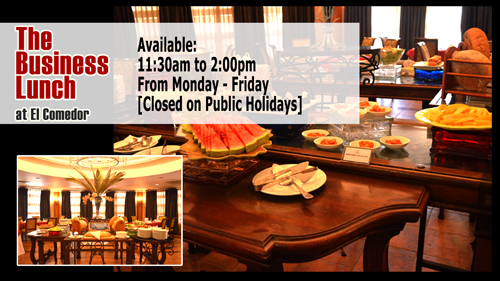 The
Business
Lunch
at El Comedor
Available:
11:30am to 2:00pm
From Monday - Friday
[Closed on Public Holidays]